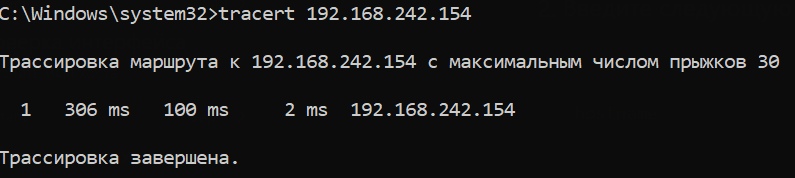 C:\Windows\system32>tracert 192.168.242.154
Трассировка маршрута к 192.168.242.154 с максимальным числом прыжков 30
1 306 ms 100 ms 2 ms 192.168.242.154
Трассировка завершена.